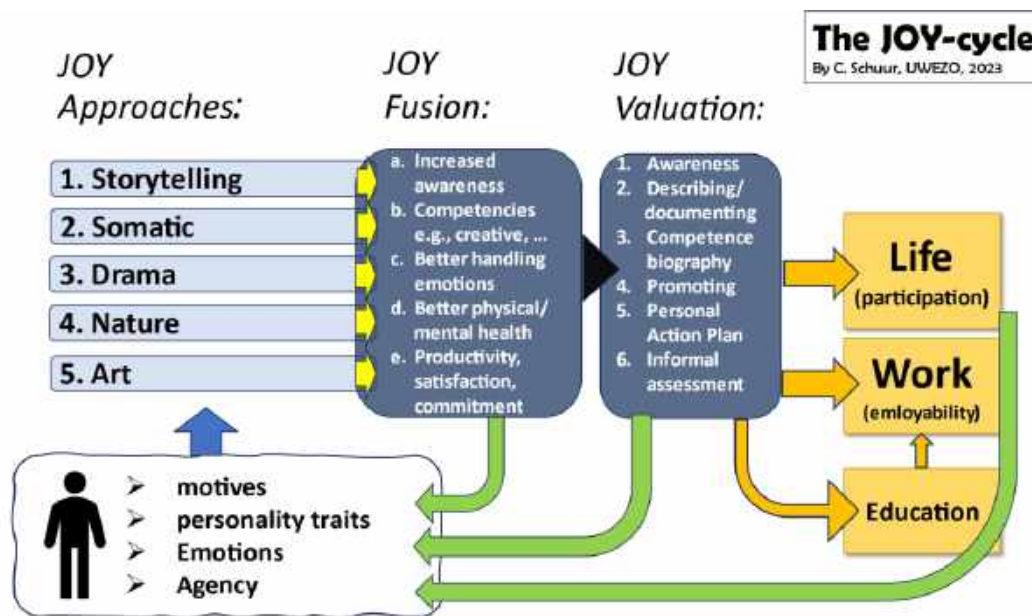 The JOY-cycle
By C. Schuur, UWEZO, 2023
JOY
Approaches:
1. Storytelling
2. Somatic
3. Drama
4. Nature
5. Art
JOY
Fusion:
a. Increased
awareness
b. Competencies
e.g., creative, ...
c. Better handling
emotions
d. Better physical/
mental health
e. Productivity,
satisfaction,
commitment
JOY
Valuation:
1. Awareness
2. Describing/
documenting
3. Competence
biography
4. Promoting
5. Personal
Action Plan
6. Informal
assessment
Life
(participation)
Work
(emloyability)
Education
motives
personality traits
Emotions
Agency